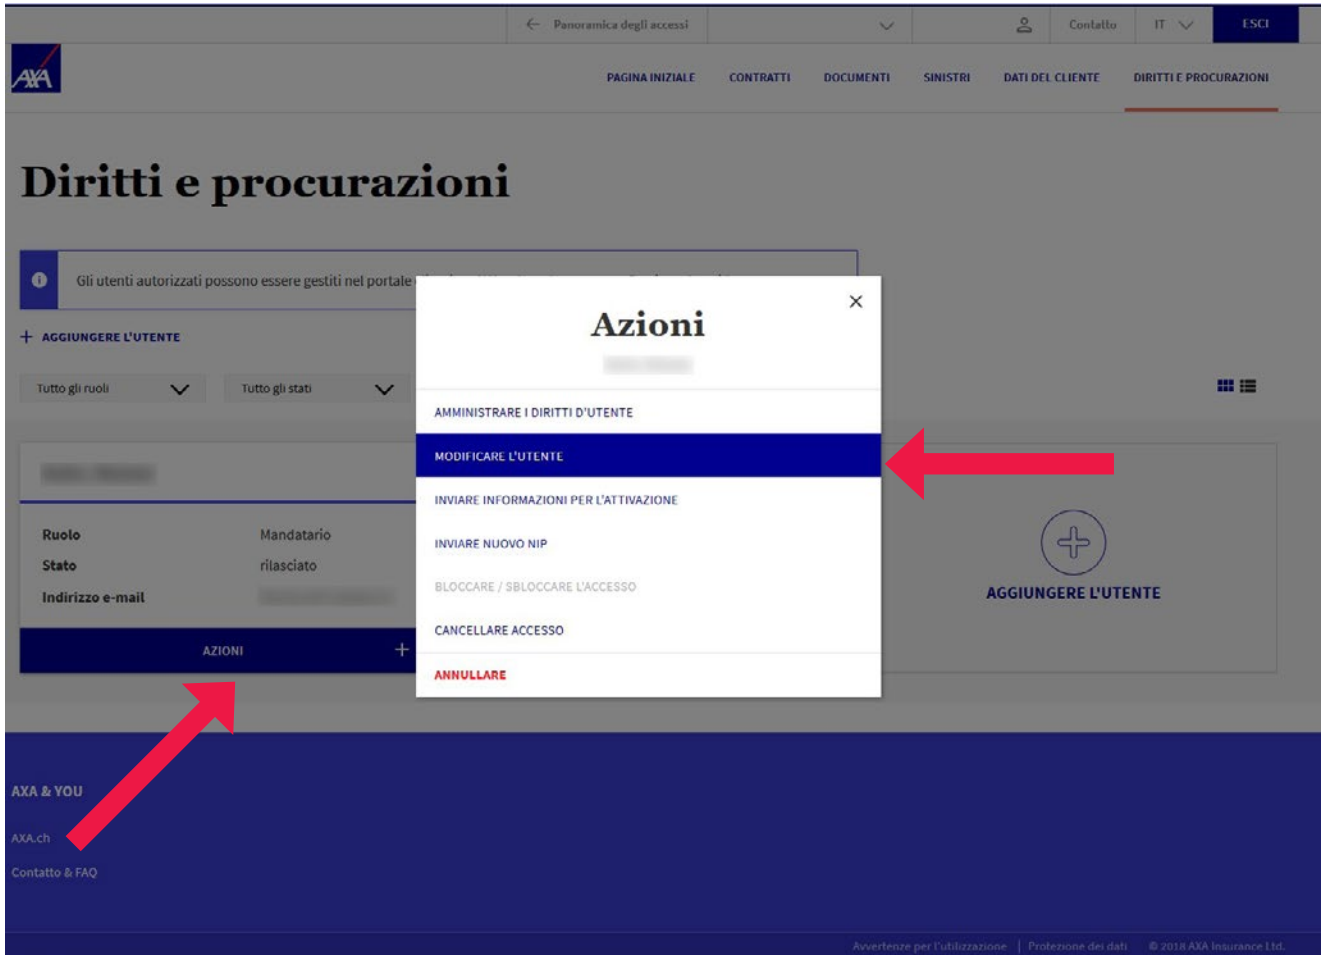 ← Panoramica degli accessi
Contatto
IT
ESCI
AXA
PAGINA INIZIALE
CONTRATTI
DOCUMENTI
SINISTRI
DATI DEL CLIENTE
DIRITTI E PROCURAZIONI
Diritti e procurazioni
Gli utenti autorizzati possono essere gestiti nel portale
+ AGGIUNGERE L'UTENTE
Tutto gli ruoli
Tutto gli stati
Azioni
AMMINISTRARE I DIRITTI D'UTENTE
MODIFICARE L'UTENTE
INVIARE INFORMAZIONI PER L'ATTIVAZIONE
INVIARE NUOVO NIP
BLOCCARE / SBLOCCARE L'ACCESSO
CANCELLARE ACCESSO
ANNULLARE
Ruolo Mandatario
Stato rilasciato
Indirizzo e-mail
AZIONI +
AGGIUNGERE L'UTENTE
AXA & YOU
AXA.ch
Contatto & FAQ
Avvertenze per l'utilizzazione | Protezione dei dati © 2018 AXA Insurance Ltd.